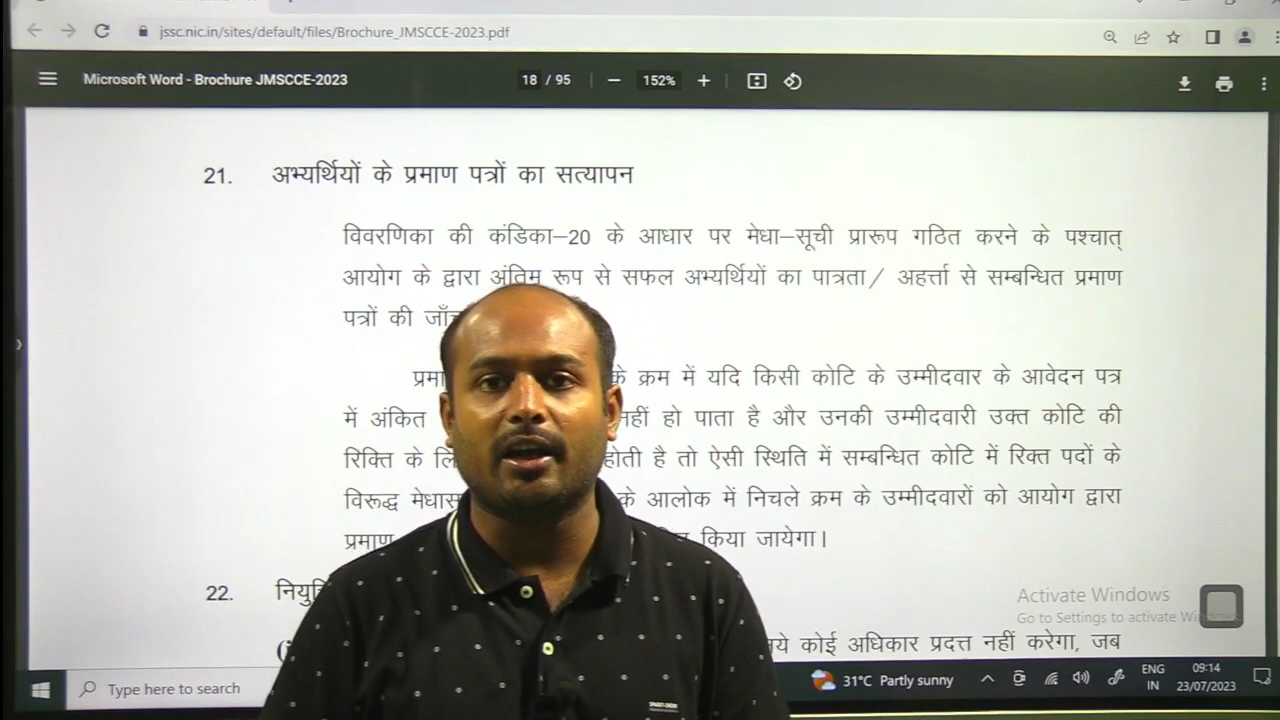 jssc.nic.in/sites/default/files/Brochure_JMSCCE-2023.pdf
Microsoft Word - Brochure JMSCCE-2023
18 / 95
152%
21. अभ्यर्थियों के प्रमाण पत्रों का सत्यापन
विवरणिका की कंडिका–20 के आधार पर मेधा–सूची प्रारूप गठित करने के पश्चात्
आयोग के द्वारा अंतिम रूप से सफल अभ्यर्थियों का पात्रता/ अहर्त्ता से सम्बन्धित प्रमाण
पत्रों की
के क्रम में यदि किसी कोटि के उम्मीदवार के आवेदन पत्र
में अंकित नहीं हो पाता है और उनकी उम्मीदवारी उक्त कोटि की
रिक्ति के होती है तो ऐसी स्थिति में सम्बन्धित कोटि में रिक्त पदों के
विरूद्ध के आलोक में निचले क्रम के उम्मीदवारों को आयोग द्वारा
प्रमाण किया जायेगा।
22.
कोई अधिकार प्रदत्त नहीं करेगा, जब
Activate Windows
Go to Settings to activate
Type here to search
31°C Partly sunny
ENG
IN
09:14
23/07/2023